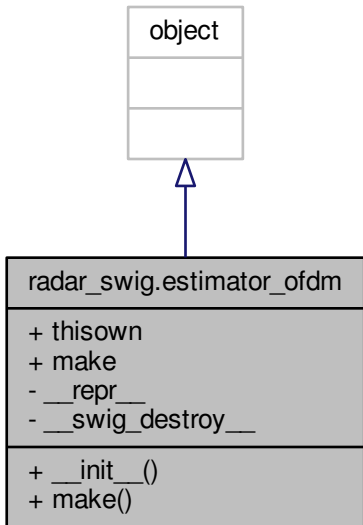 object
radar_swig.estimator_ofdm
+ thisown
+ make
- __repr__
- __swig_destroy__
+ __init__()
+ make()